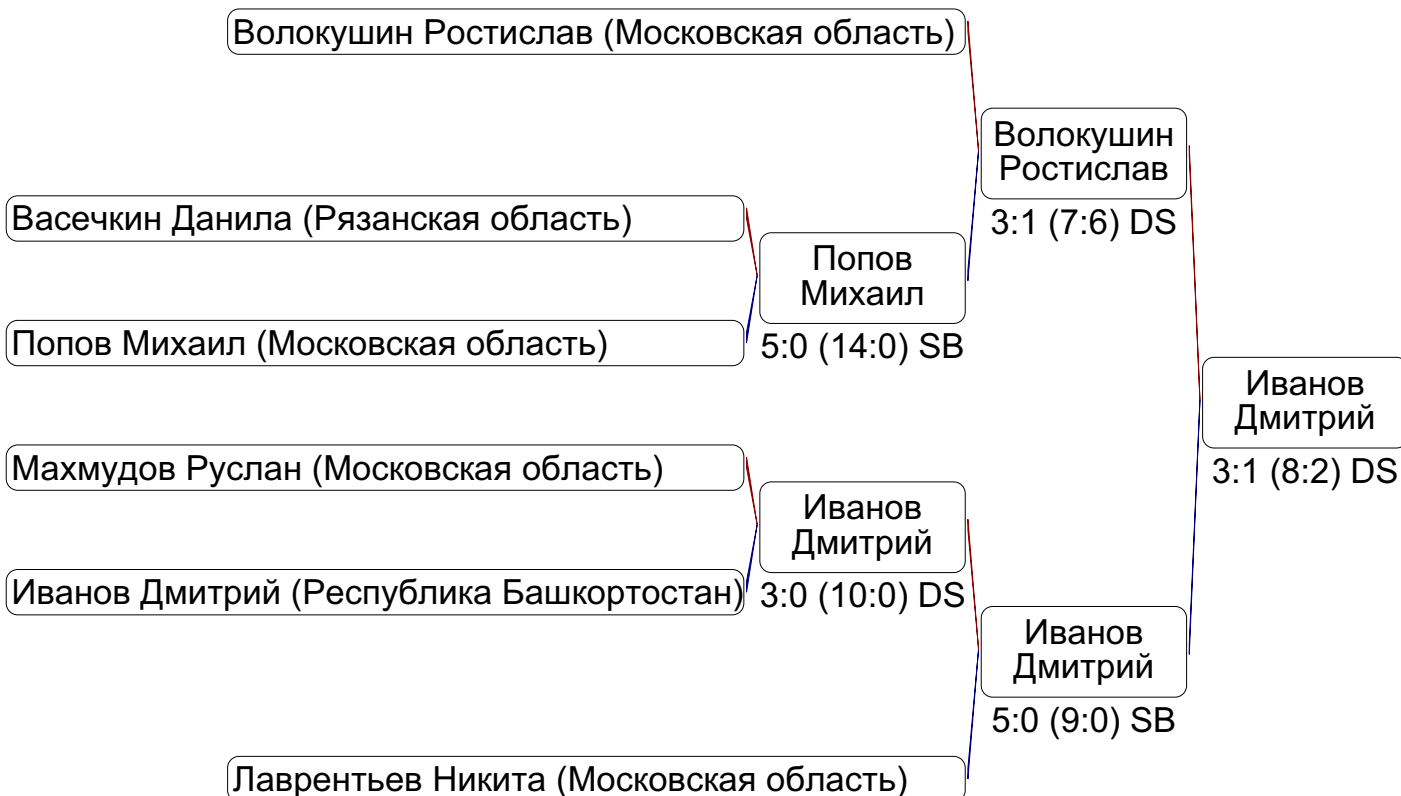 Волокушин Ростислав (Московская область)
Волокушин
Ростислав
3:1 (7:6) DS
Васечкин Данила (Рязанская область)
Попов
Михаил
5:0 (14:0) SB
Попов Михаил (Московская область)
Иванов
Дмитрий
3:1 (8:2) DS
Махмудов Руслан (Московская область)
Иванов
Дмитрий
3:0 (10:0) DS
Иванов Дмитрий (Республика Башкортостан)
Иванов
Дмитрий
5:0 (9:0) SB
Лаврентьев Никита (Московская область)